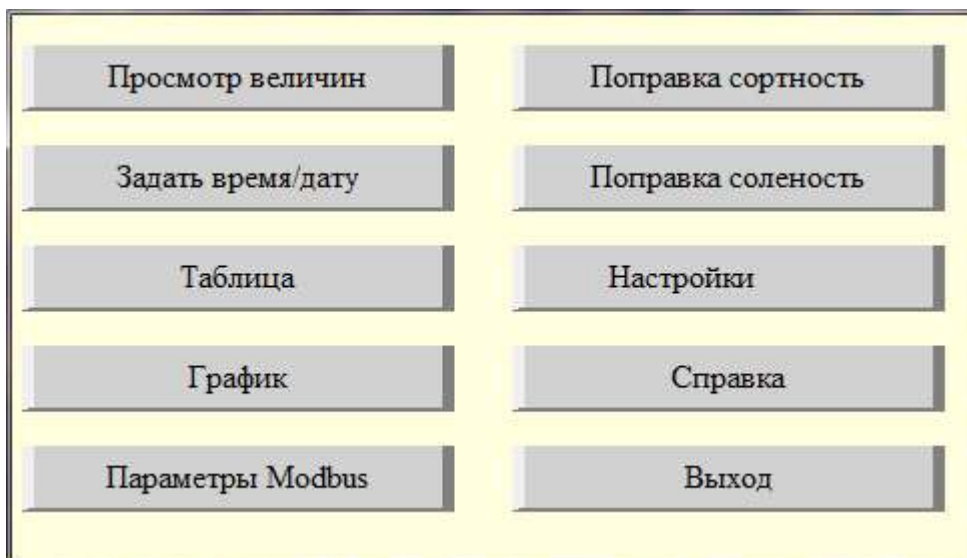 Просмотр величин
Поправка сортность
Задать время/дату
Поправка соленость
Таблица
Настройки
График
Справка
Параметры Modbus
Выход